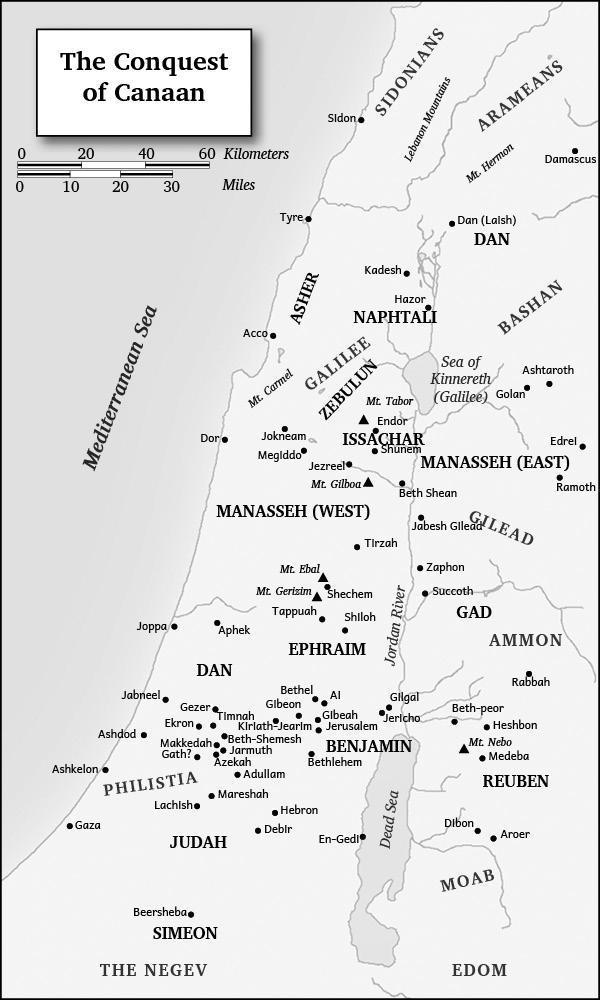 The Conquest
of Canaan
0 20 40 60 Kilometers
0 10 20 30 Miles
SIDONIANS
ARAMEANS
Lebanon Mountains
Sidon
Mt. Hermon
Damascus
Tyre
Dan (Laish)
DAN
Kadesh
ASHER
Hazor
NAPHTALI
BASHAN
Acco
GALILEE
Sea of
Kinnereth
(Galilee)
Ashtaroth
Golan
Mediterranean Sea
Mt. Carmel
ZEBULUN
Mt. Tabor
Endor
Jokneam
Dor
ISSACHAR
Edrei
Megiddo
Shunem
Jezreel
MANASSEH (EAST)
Mt. Gilboa
Ramoth
Beth Shean
MANASSEH (WEST)
Jabesh Gilead
GILEAD
Tirzah
Zaphon
Mt. Ebal
Mt. Gerizim
Shechem
Succoth
Tappuah
Shiloh
GAD
Jordan River
Joppa
Aphek
EPHRAIM
AMMON
DAN
Rabbah
Jabneel
Bethel
Ai
Gilgal
Gezer
Gibeon
Jericho
Beth-peor
Timnah
Gibeah
Ekron
Kiriath-Jearim
Jerusalem
Heshbon
Ashdod
Makkedah
Beth-Shemesh
BENJAMIN
Mt. Nebo
Gath?
Jarmuth
Medeba
Azekah
Bethlehem
Ashkelon
Adullam
PHILISTIA
REUBEN
Mareshah
Lachish
Hebron
Dead Sea
Gaza
Debir
Dibon
JUDAH
En-Gedi
Aroer
MOAB
Beersheba
SIMEON
THE NEGEV
EDOM